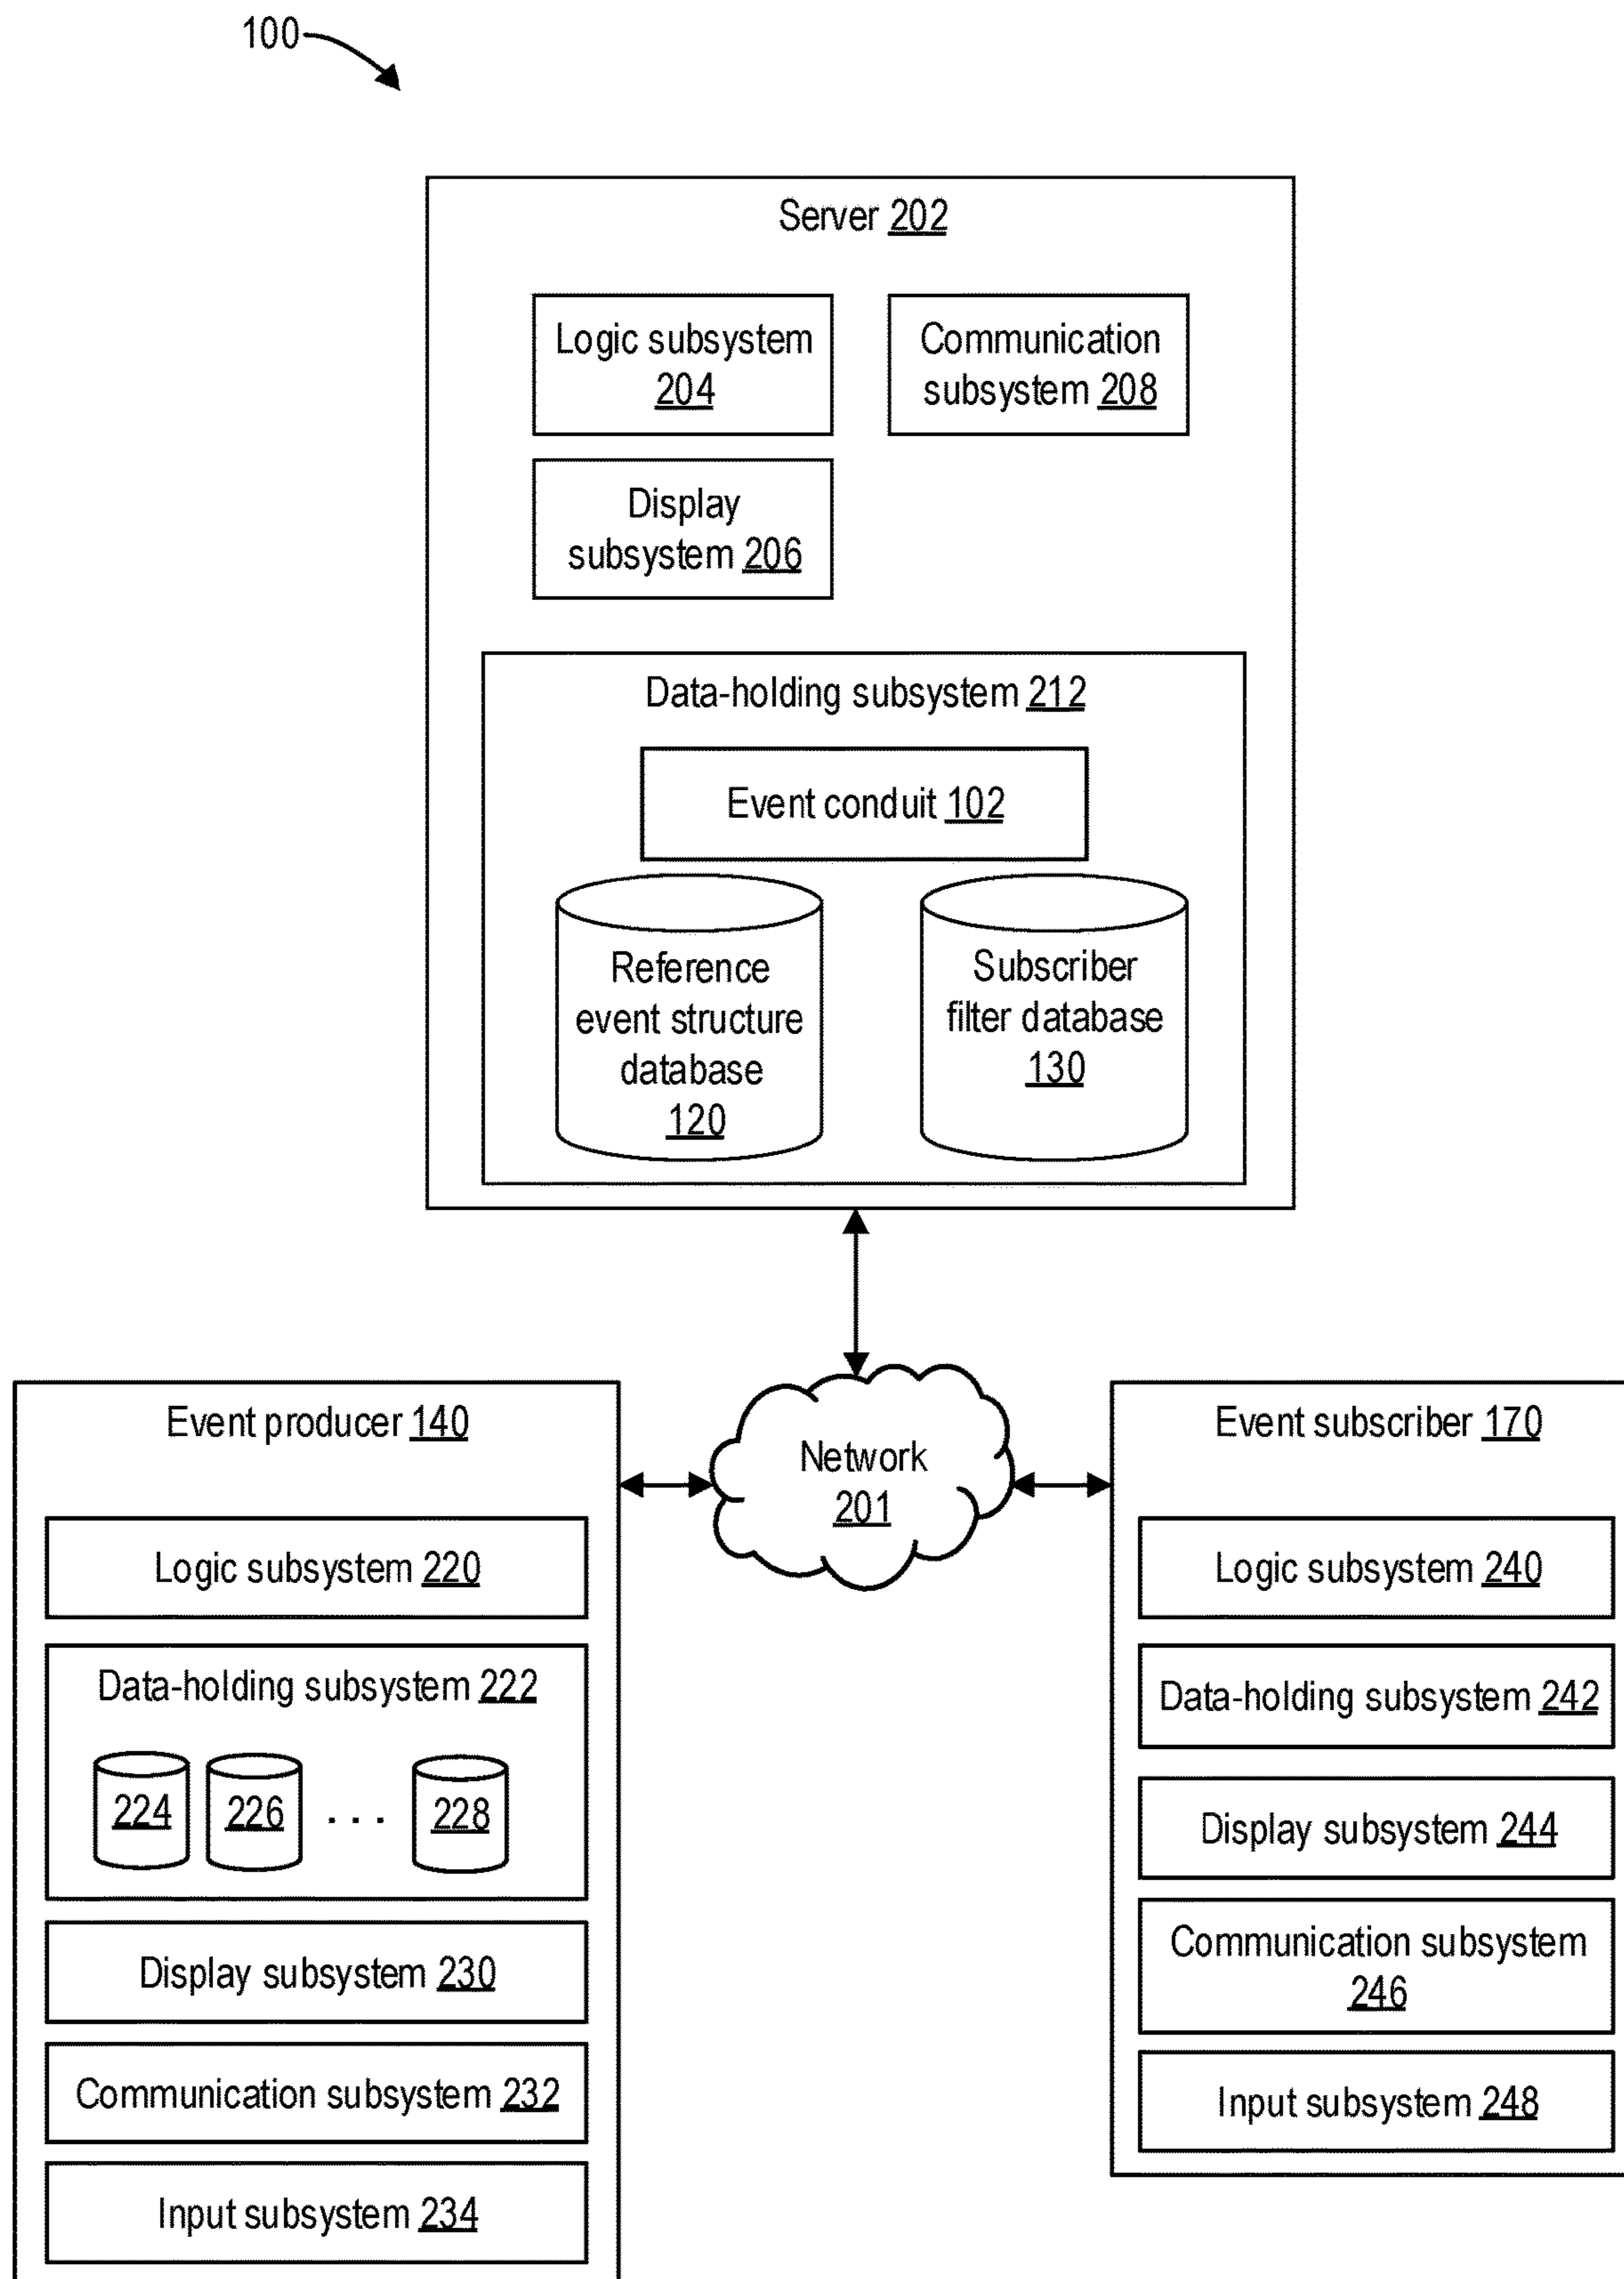 100
Server 202
Logic subsystem
204
Communication
subsystem 208
Display
subsystem 206
Data-holding subsystem 212
Event conduit 102
Reference
event structure
database
120
Subscriber
filter database
130
Network
201
Event producer 140
Logic subsystem 220
Data-holding subsystem 222
224
226
. . .
228
Display subsystem 230
Communication subsystem 232
Input subsystem 234
Event subscriber 170
Logic subsystem 240
Data-holding subsystem 242
Display subsystem 244
Communication subsystem
246
Input subsystem 248